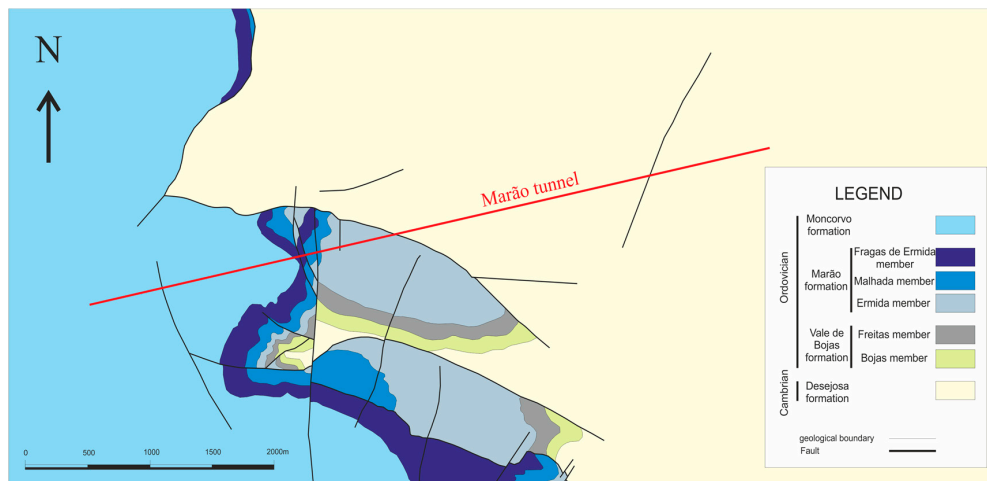 N
Marão tunnel
0 500 1000 1500 2000m
LEGEND
Ordovician
Moncorvo
formation
Marão
formation
Fragas de Ermida
member
Malhada member
Ermida member
Vale de
Bojas
formation
Freitas member
Bojas member
Cambrian
Desejosa
formation
geological boundary
Fault